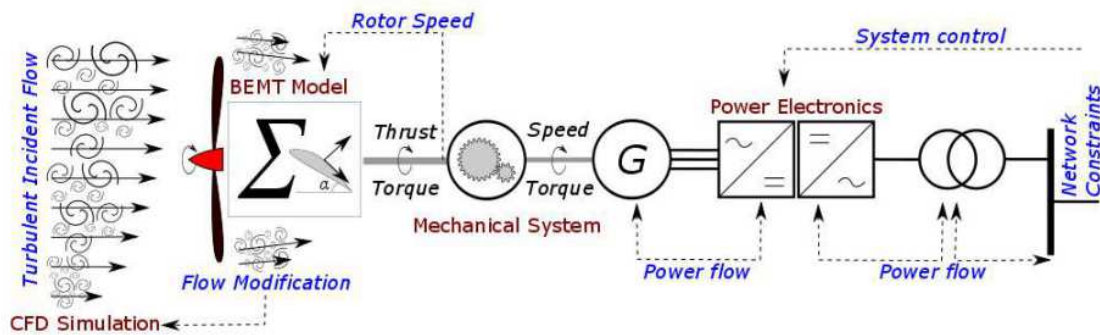 Rotor Speed
System control
Turbulent Incident Flow
BEMT Model
Power Electronics
Network
Constraints
Σ
α
Thrust
Torque
Speed
Torque
G
Mechanical System
Flow Modification
Power flow
Power flow
CFD Simulation